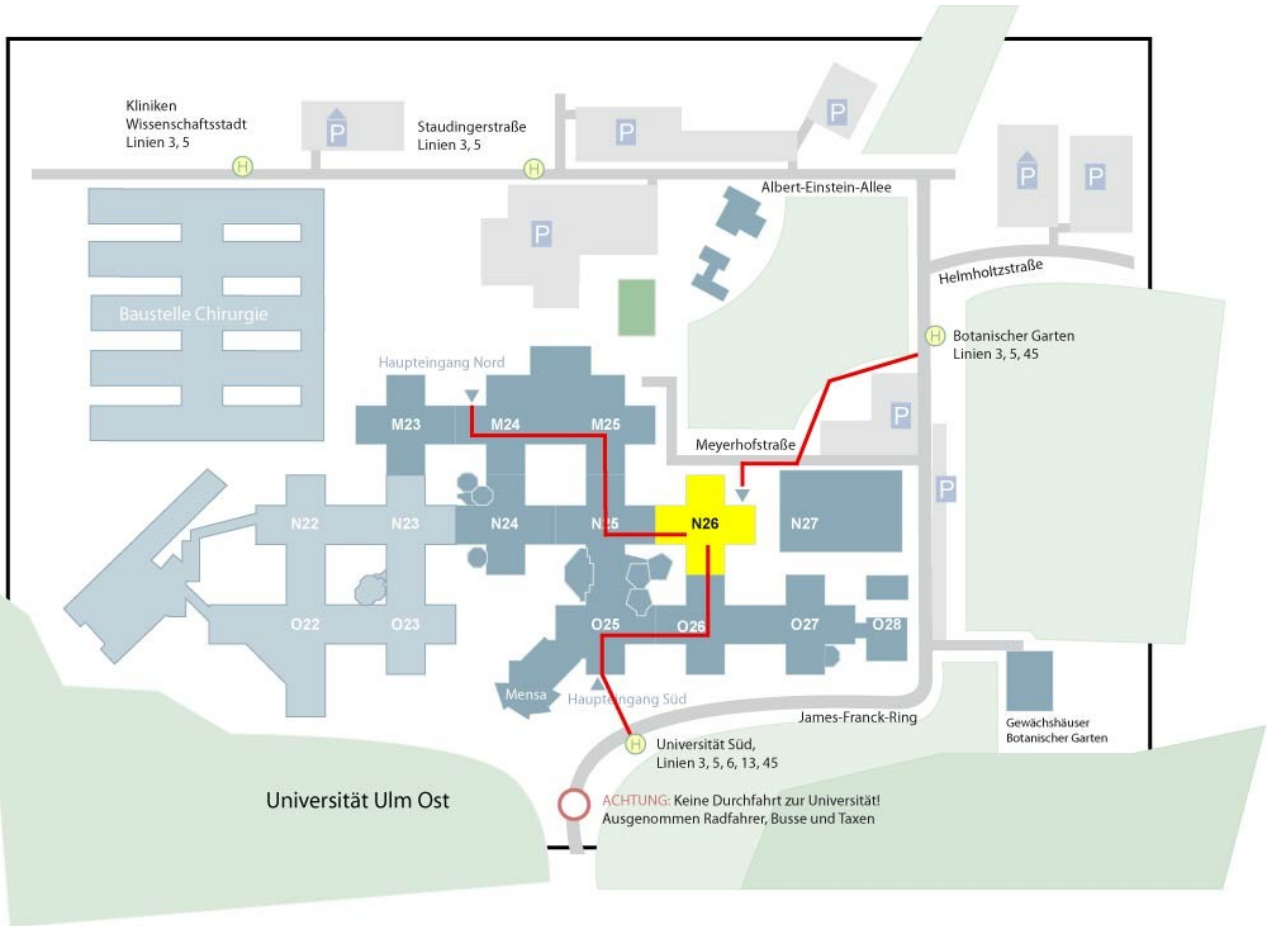 Kliniken
Wissenschaftsstadt
Linien 3, 5
P
Staudingerstraße
Linien 3, 5
P
P
H
H
Albert-Einstein-Allee
P
P
P
Helmholtzstraße
Baustelle Chirurgie
H
Botanischer Garten
Linien 3, 5, 45
Haupteingang Nord
M23
M24
M25
P
Meyerhofstraße
P
N22
N23
N24
N25
N26
N27
O22
O23
O25
O26
O27
O28
Mensa
Haupteingang Süd
James-Franck-Ring
Gewächshäuser
Botanischer Garten
H
Universität Süd,
Linien 3, 5, 6, 13, 45
Universität Ulm Ost
ACHTUNG: Keine Durchfahrt zur Universität!
Ausgenommen Radfahrer, Busse und Taxen